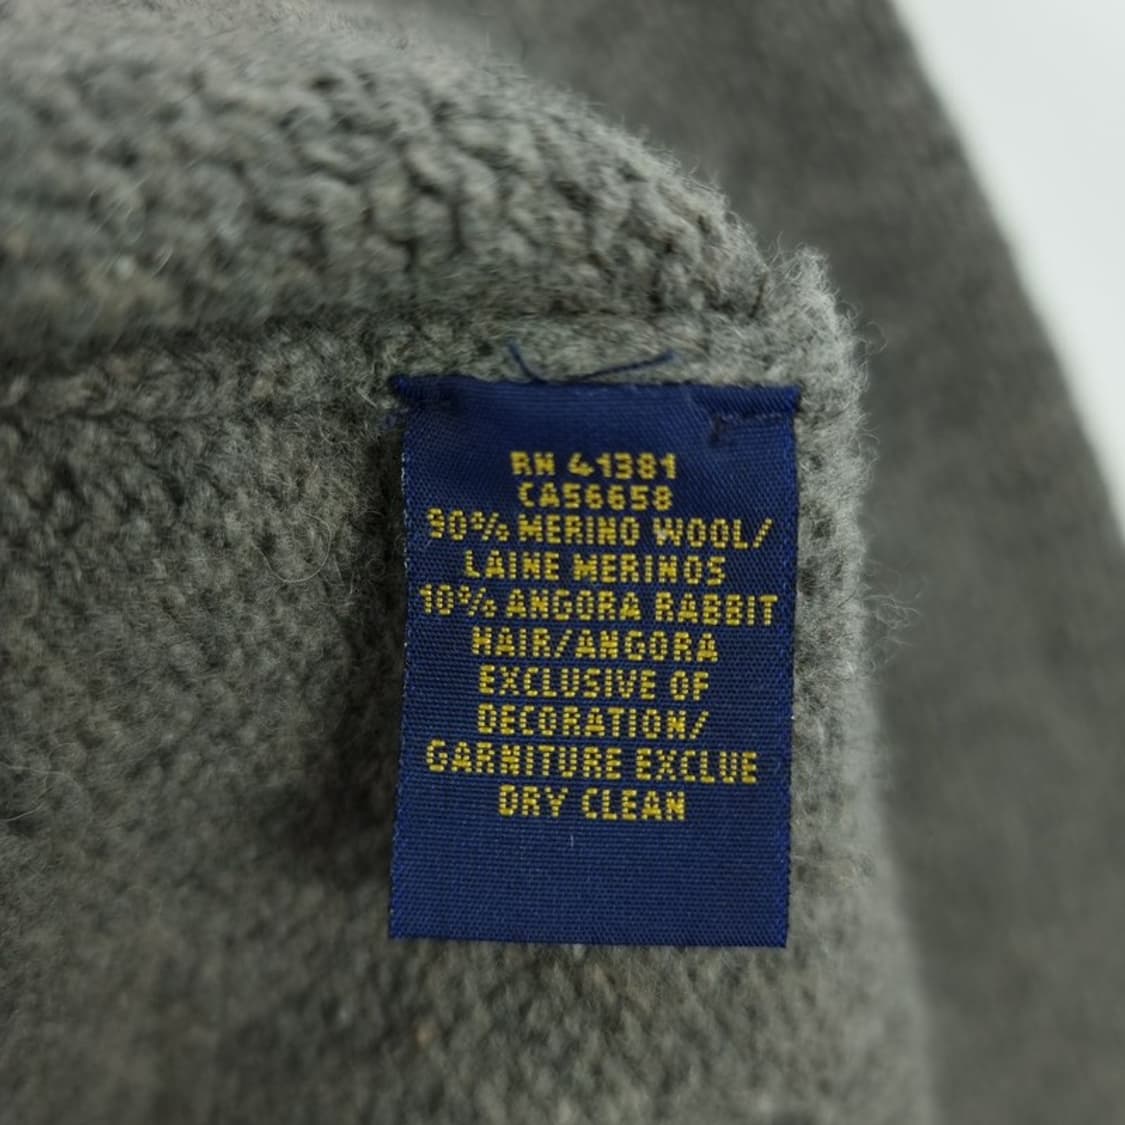 RN 41381
CA56658
90% MERINO WOOL/
LAINE MERINOS
10% ANGORA RABBIT
HAIR/ANGORA
EXCLUSIVE OF
DECORATION/
GARNITURE EXCLUE
DRY CLEAN